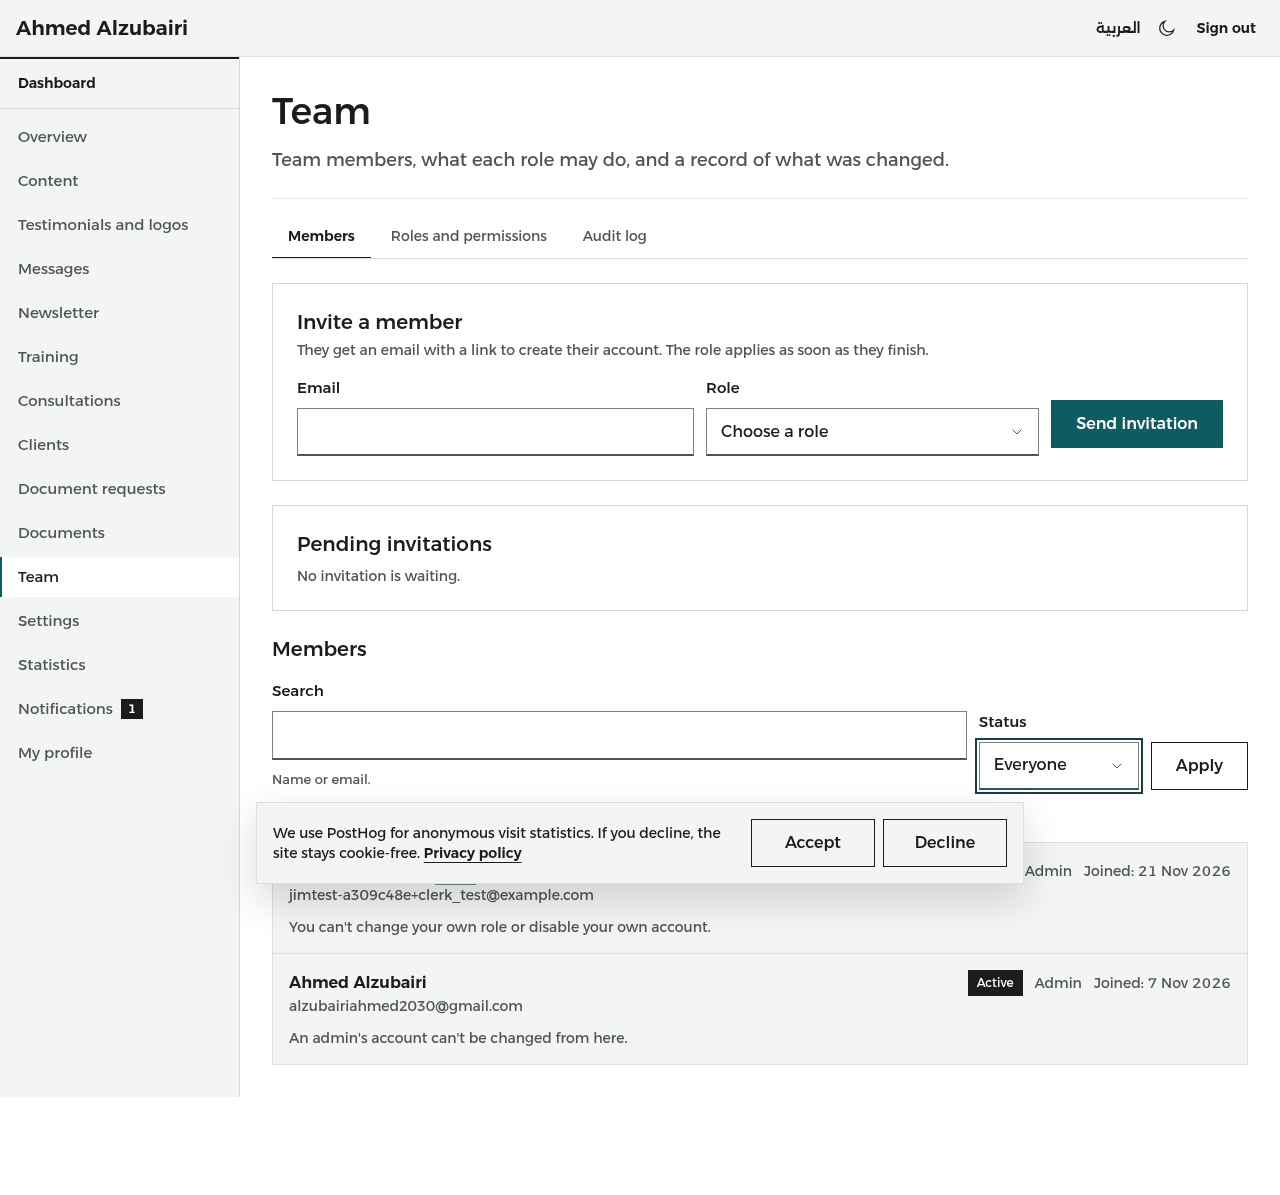 Ahmed Alzubairi
العربية
Sign out
Dashboard
Overview
Content
Testimonials and logos
Messages
Newsletter
Training
Consultations
Clients
Document requests
Documents
Team
Settings
Statistics
Notifications 1
My profile
Team
Team members, what each role may do, and a record of what was changed.
Members
Roles and permissions
Audit log
Invite a member
They get an email with a link to create their account. The role applies as soon as they finish.
Email
Role
Choose a role
Send invitation
Pending invitations
No invitation is waiting.
Members
Search
Name or email.
Status
Everyone
Apply
We use PostHog for anonymous visit statistics. If you decline, the
site stays cookie-free. Privacy policy
Accept
Decline
Admin Joined: 21 Nov 2026
jimtest-a309c48e+clerk_test@example.com
You can't change your own role or disable your own account.
Ahmed Alzubairi
Active Admin Joined: 7 Nov 2026
alzubairiahmed2030@gmail.com
An admin's account can't be changed from here.